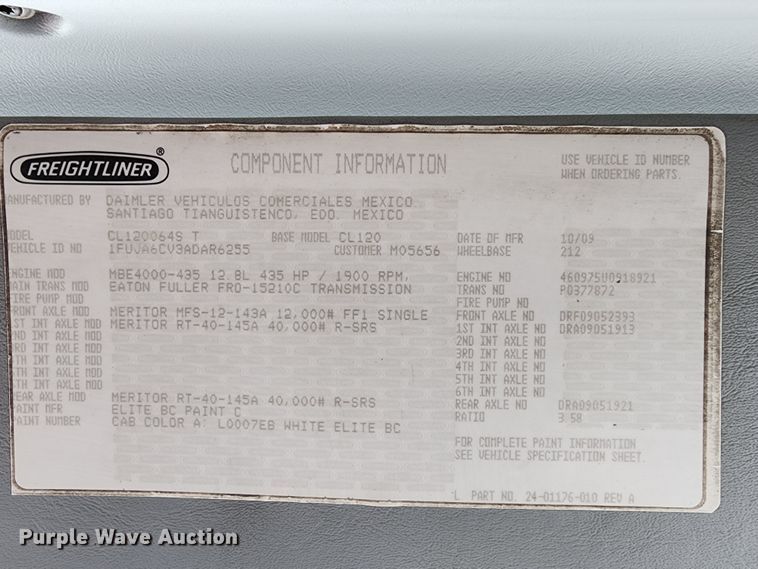 FREIGHTLINER ®
COMPONENT INFORMATION
USE VEHICLE ID NUMBER
WHEN ORDERING PARTS.
ANUFACTURED BY DAIMLER VEHICULOS COMERCIALES MEXICO
SANTIAGO TIANGUISTENCO, EDO. MEXICO
ODEL CL120064S T BASE MODEL CL120 DATE OF MFR 10/09
EHICLE ID NO 1FUJA6CV3ADAR6255 CUSTOMER M05656 WHEELBASE 212
ENGINE MOD MBE4000-435 12.8L 435 HP / 1900 RPM, ENGINE NO 460975U0918921
AIN TRANS MOD EATON FULLER FRO-15210C TRANSMISSION TRANS NO P0377872
FIRE PUMP MOD FIRE PUMP NO
FRONT AXLE MOD MERITOR MFS-12-143A 12,000# FF1 SINGLE FRONT AXLE NO DRF09052393
1ST INT AXLE MOD MERITOR RT-40-145A 40,000# R-SRS 1ST INT AXLE NO DRA09051913
2ND INT AXLE MOD 2ND INT AXLE NO
3RD INT AXLE MOD 3RD INT AXLE NO
4TH INT AXLE MOD 4TH INT AXLE NO
5TH INT AXLE MOD 5TH INT AXLE NO
6TH INT AXLE MOD 6TH INT AXLE NO
REAR AXLE MOD MERITOR RT-40-145A 40,000# R-SRS REAR AXLE NO DRA09051921
PAINT MFR ELITE BC PAINT C RATIO 3.58
PAINT NUMBER CAB COLOR A: L0007EB WHITE ELITE BC
FOR COMPLETE PAINT INFORMATION
SEE VEHICLE SPECIFICATION SHEET.
L PART NO. 24-01176-010 REV A
Purple Wave Auction